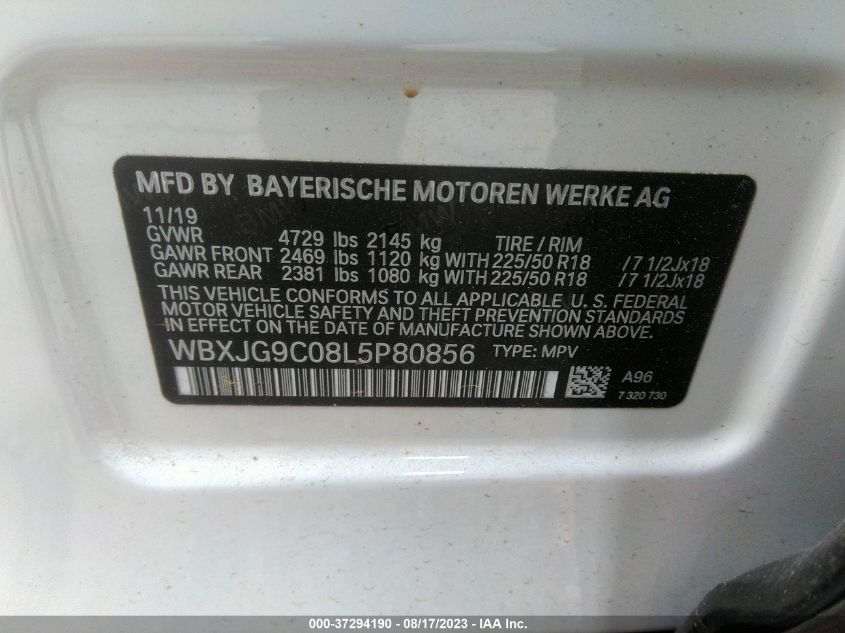 MFD BY BAYERISCHE MOTOREN WERKE AG
11/19
GVWR 4729 lbs 2145 kg TIRE / RIM
GAWR FRONT 2469 lbs 1120 kg WITH 225/50 R18 /7 1/2Jx18
GAWR REAR 2381 lbs 1080 kg WITH 225/50 R18 /7 1/2Jx18
THIS VEHICLE CONFORMS TO ALL APPLICABLE U. S. FEDERAL
MOTOR VEHICLE SAFETY AND THEFT PREVENTION STANDARDS
IN EFFECT ON THE DATE OF MANUFACTURE SHOWN ABOVE.
WBXJG9C08L5P80856 TYPE: MPV
A96
7 320 730
000-37294190 - 08/17/2023 - IAA Inc.